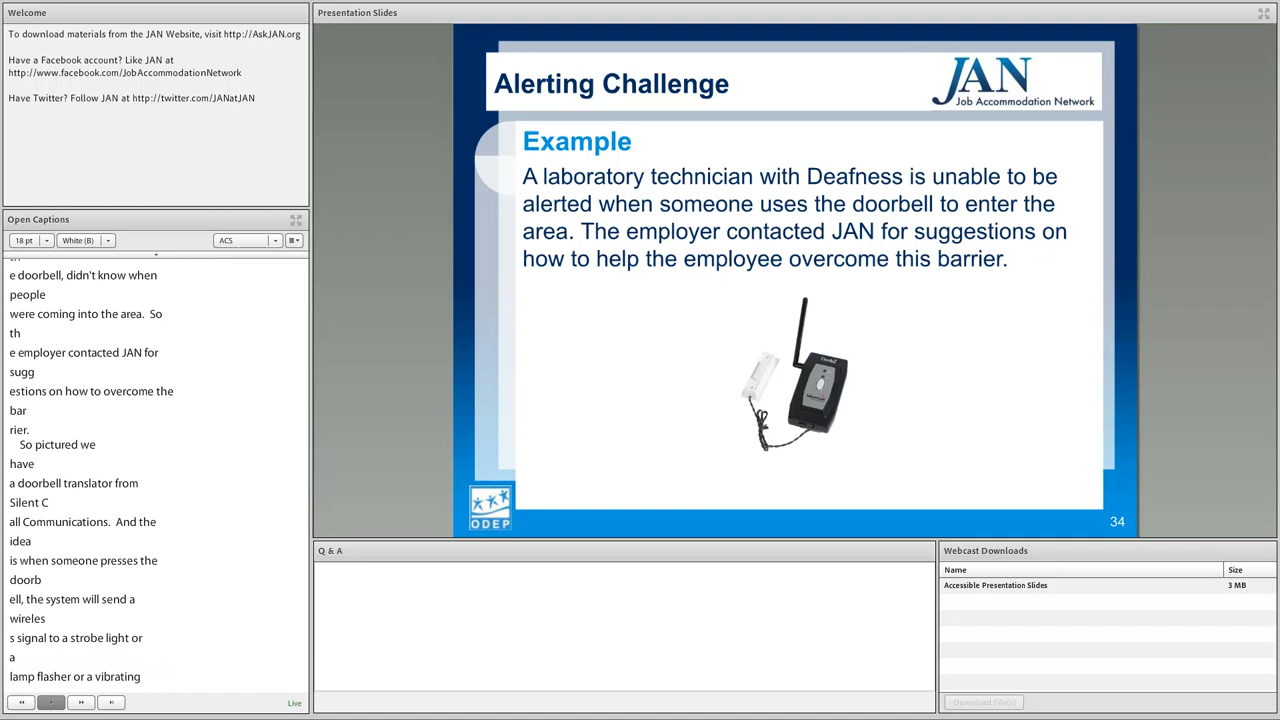 Welcome
To download materials from the JAN Website, visit http://AskJAN.org
Have a Facebook account? Like JAN at
http://www.facebook.com/JobAccommodationNetwork
Have Twitter? Follow JAN at http://twitter.com/JANatJAN
Open Captions
18 pt
White (B)
ACS
e doorbell, didn't know when
people
were coming into the area. So
th
e employer contacted JAN for
sugg
estions on how to overcome the
bar
rier.
So pictured we
have
a doorbell translator from
Silent C
all Communications. And the
idea
is when someone presses the
doorb
ell, the system will send a
wireles
s signal to a strobe light or
a
lamp flasher or a vibrating
Live
Presentation Slides
Alerting Challenge
JAN
Job Accommodation Network
Example
A laboratory technician with Deafness is unable to be
alerted when someone uses the doorbell to enter the
area. The employer contacted JAN for suggestions on
how to help the employee overcome this barrier.
ODEP
34
Q & A
Webcast Downloads
Name Size
Accessible Presentation Slides 3 MB
Download File(s)